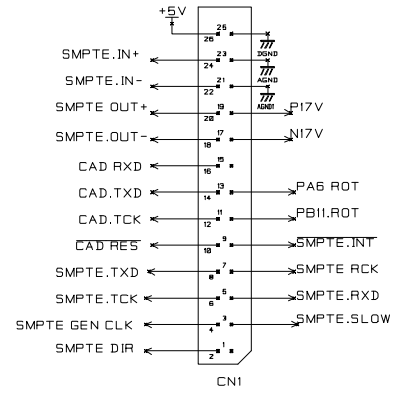 +5V
25
26
DGND
SMPTE.IN+
23
24
AGND
SMPTE.IN-
21
22
AGND1
SMPTE OUT+
19
20
P17V
SMPTE.OUT-
17
18
N17V
CAD RXD
15
16
CAD.TXD
13
14
PA6 ROT
CAD.TCK
11
12
PB11.ROT
CAD RES
9
10
SMPTE.INT
SMPTE.TXD
7
8
SMPTE RCK
SMPTE.TCK
5
6
SMPTE.RXD
SMPTE GEN CLK
3
4
SMPTE.SLOW
SMPTE DIR
1
2
CN1